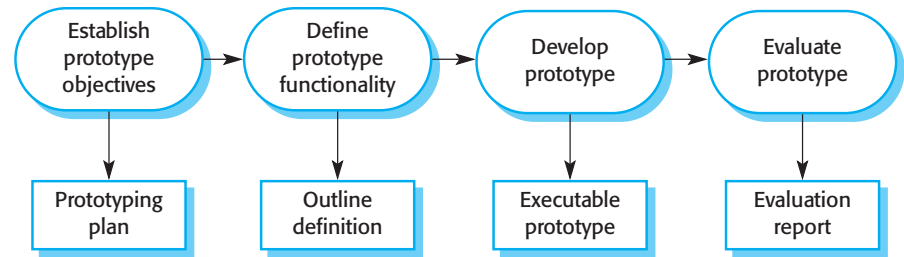 Establish
prototype
objectives
Define
prototype
functionality
Develop
prototype
Evaluate
prototype
Prototyping
plan
Outline
definition
Executable
prototype
Evaluation
report